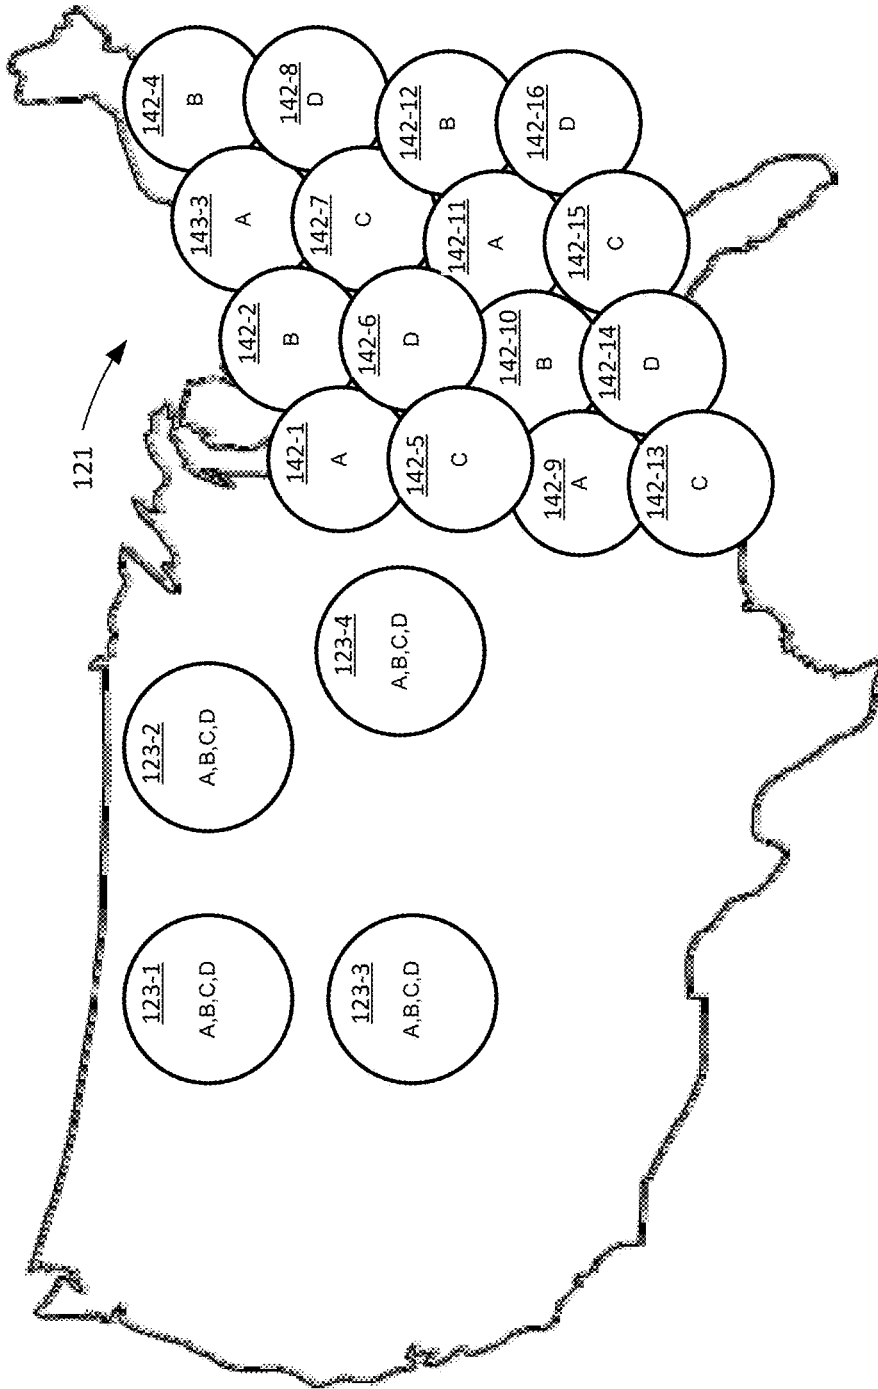 121
123-1
A,B,C,D
123-2
A,B,C,D
123-3
A,B,C,D
123-4
A,B,C,D
142-1
A
142-2
B
143-3
A
142-4
B
142-5
C
142-6
D
142-7
C
142-8
D
142-9
A
142-10
B
142-11
A
142-12
B
142-13
C
142-14
D
142-15
C
142-16
D